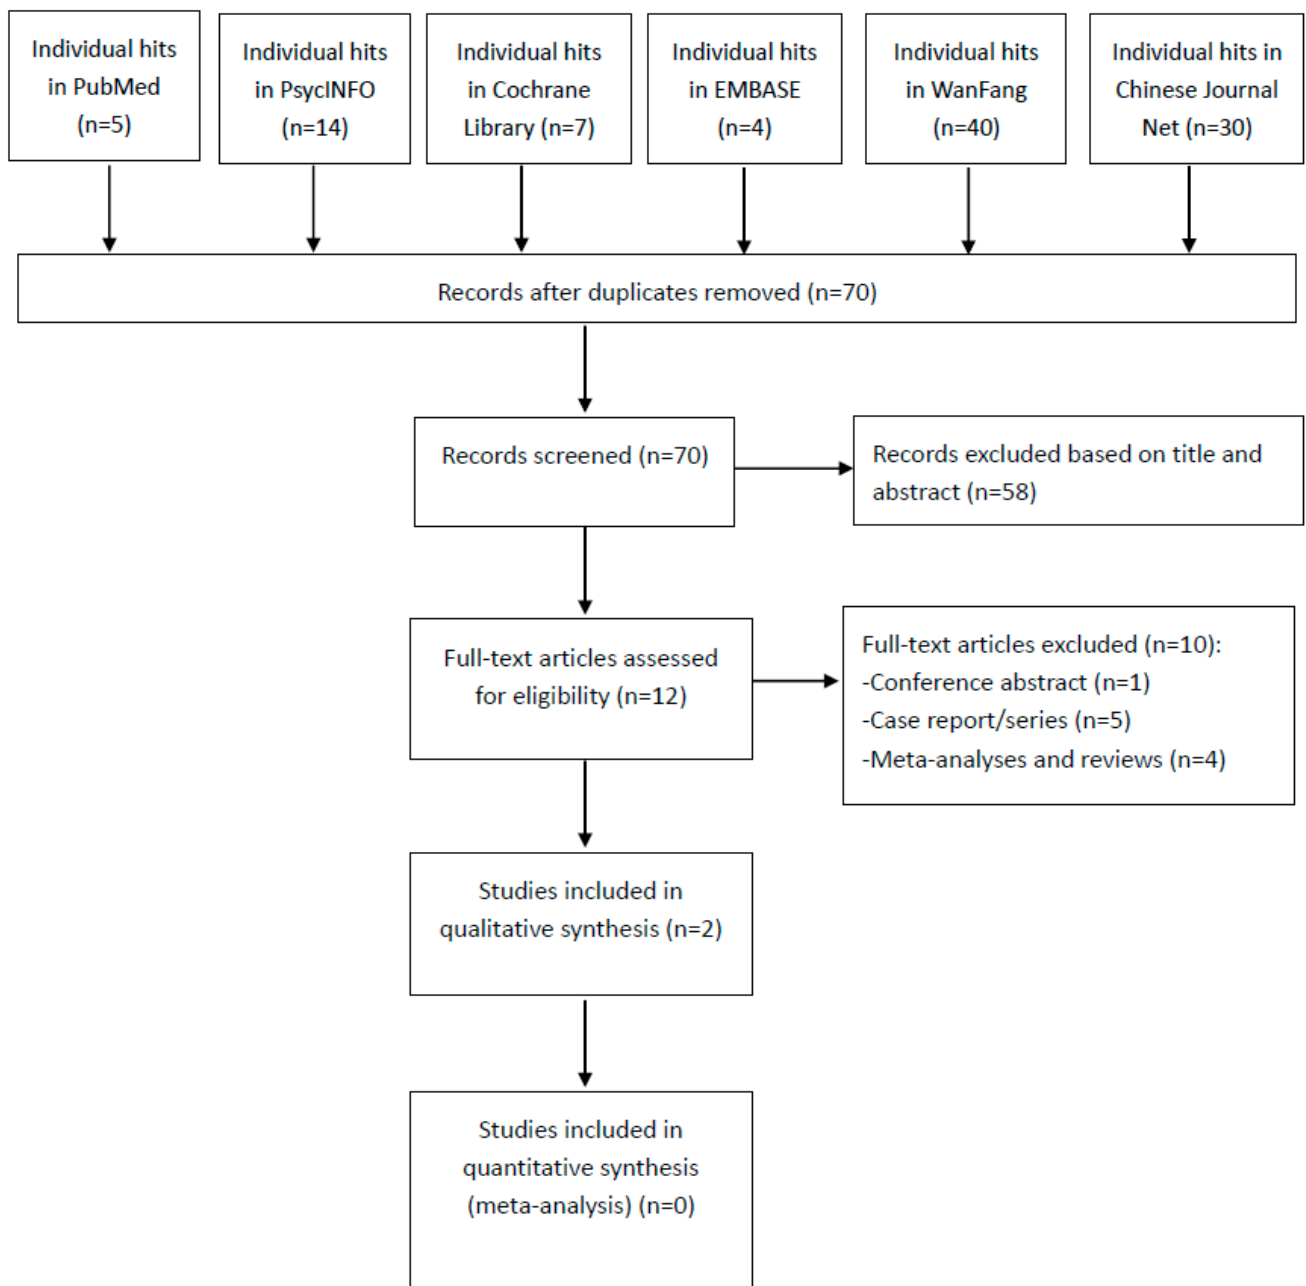 Individual hits
in PubMed
(n=5)
Individual hits
in PsycINFO
(n=14)
Individual hits
in Cochrane
Library (n=7)
Individual hits
in EMBASE
(n=4)
Individual hits
in WanFang
(n=40)
Individual hits in
Chinese Journal
Net (n=30)
Records after duplicates removed (n=70)
Records screened (n=70)
Records excluded based on title and
abstract (n=58)
Full-text articles assessed
for eligibility (n=12)
Full-text articles excluded (n=10):
-Conference abstract (n=1)
-Case report/series (n=5)
-Meta-analyses and reviews (n=4)
Studies included in
qualitative synthesis (n=2)
Studies included in
quantitative synthesis
(meta-analysis) (n=0)